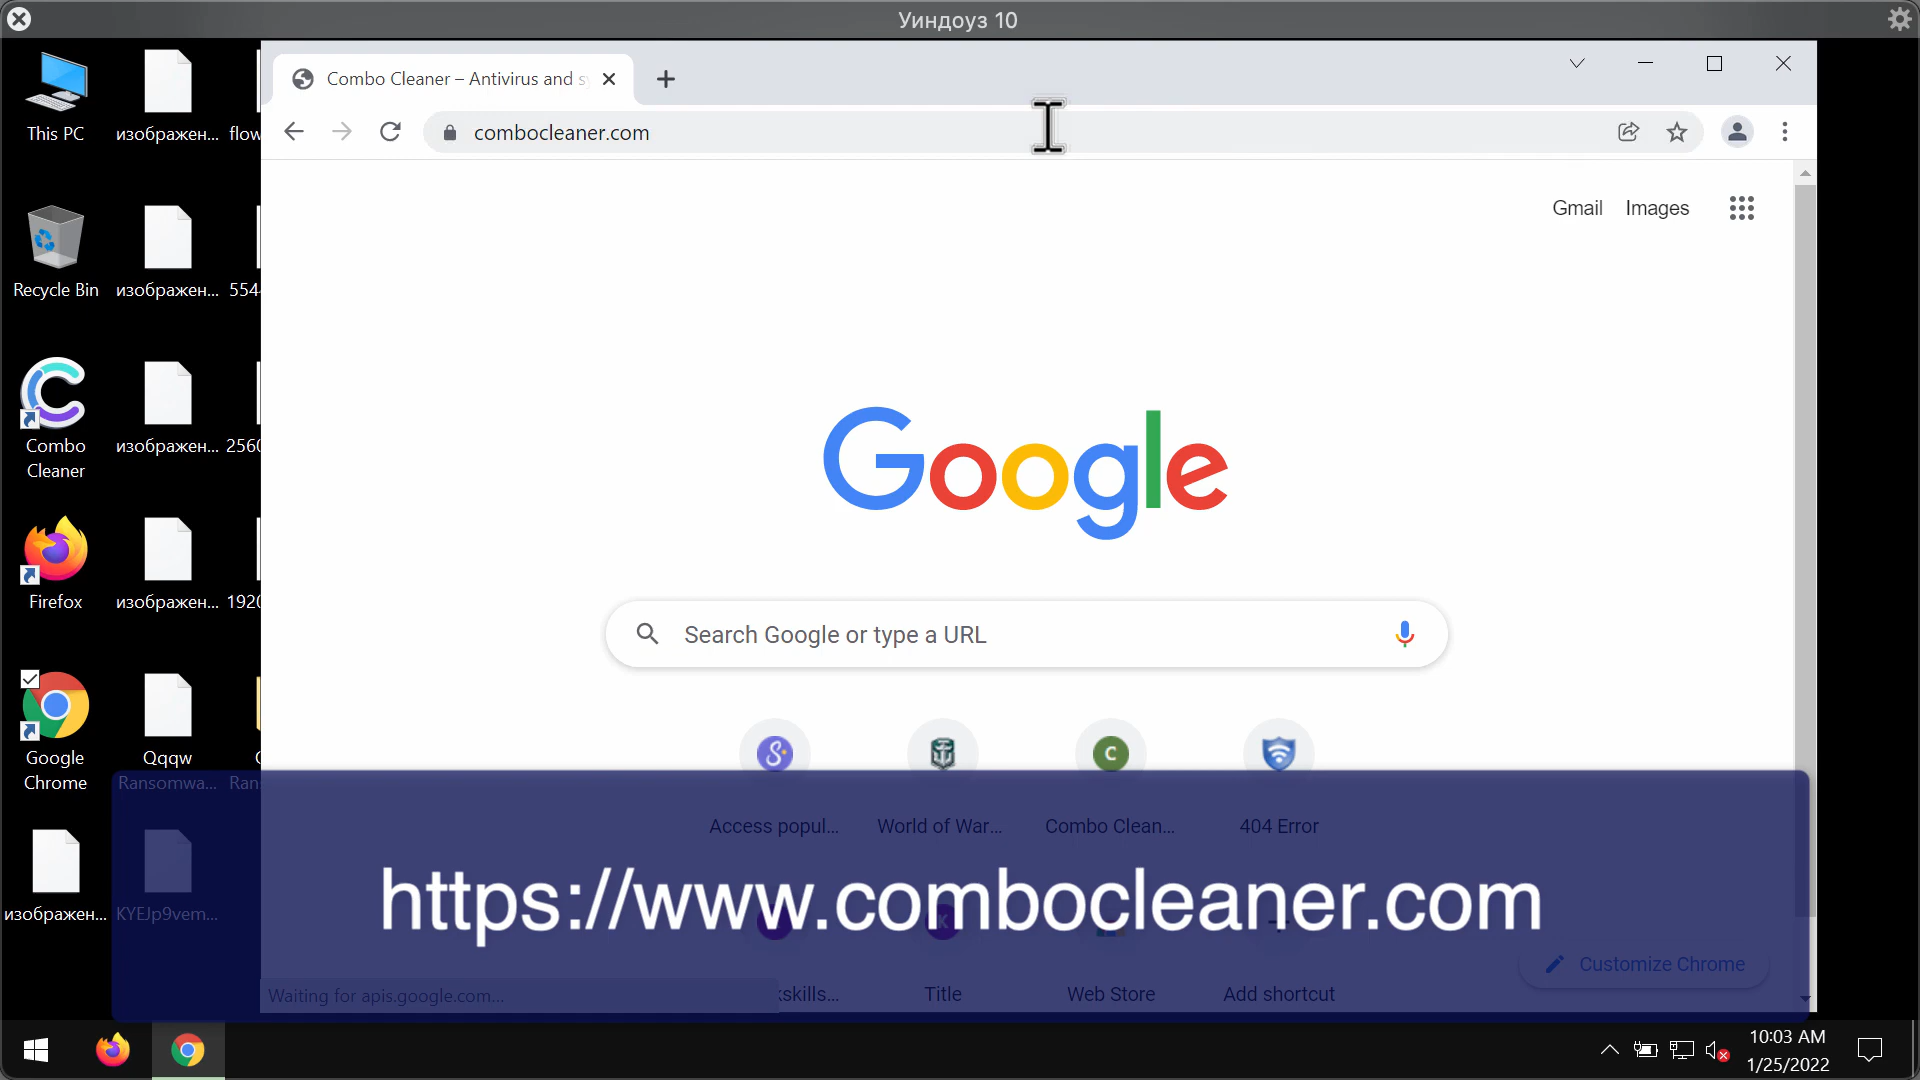 Уиндоуз 10
Combo Cleaner – Antivirus and s
combocleaner.com
Gmail Images
Google
Search Google or type a URL
Access popul...
World of War...
Combo Clean...
404 Error
kskills...
Title
Web Store
Add shortcut
Customize Chrome
Waiting for apis.google.com...
https://www.combocleaner.com
This PC
изображен...
flow
Recycle Bin
изображен...
554
Combo
Cleaner
изображен...
2560
Firefox
изображен...
1920
Google
Chrome
Qqqw
Ransomwa...
Ran
изображен...
KYEJp9vem...
10:03 AM
1/25/2022